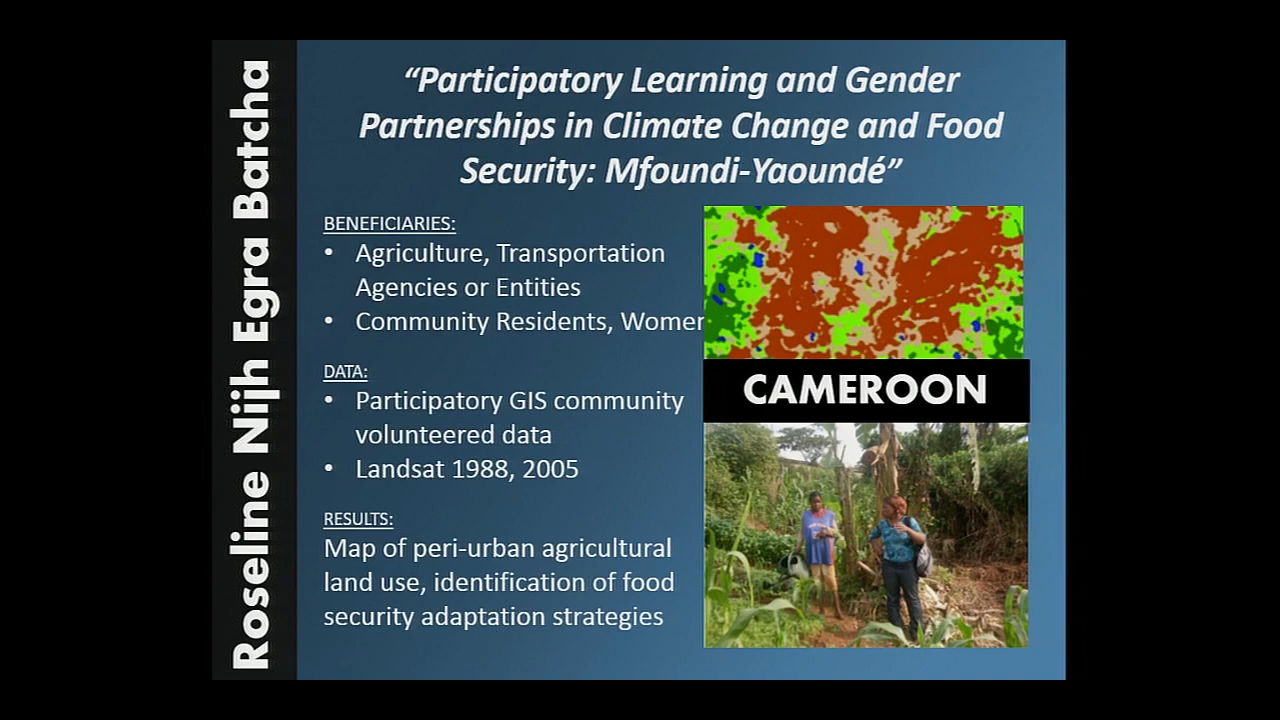 Roseline Nijh Egra Batcha
“Participatory Learning and Gender
Partnerships in Climate Change and Food
Security: Mfoundi-Yaoundé”
BENEFICIARIES:
• Agriculture, Transportation
Agencies or Entities
• Community Residents, Women
DATA:
• Participatory GIS community
volunteered data
• Landsat 1988, 2005
RESULTS:
Map of peri-urban agricultural
land use, identification of food
security adaptation strategies
CAMEROON